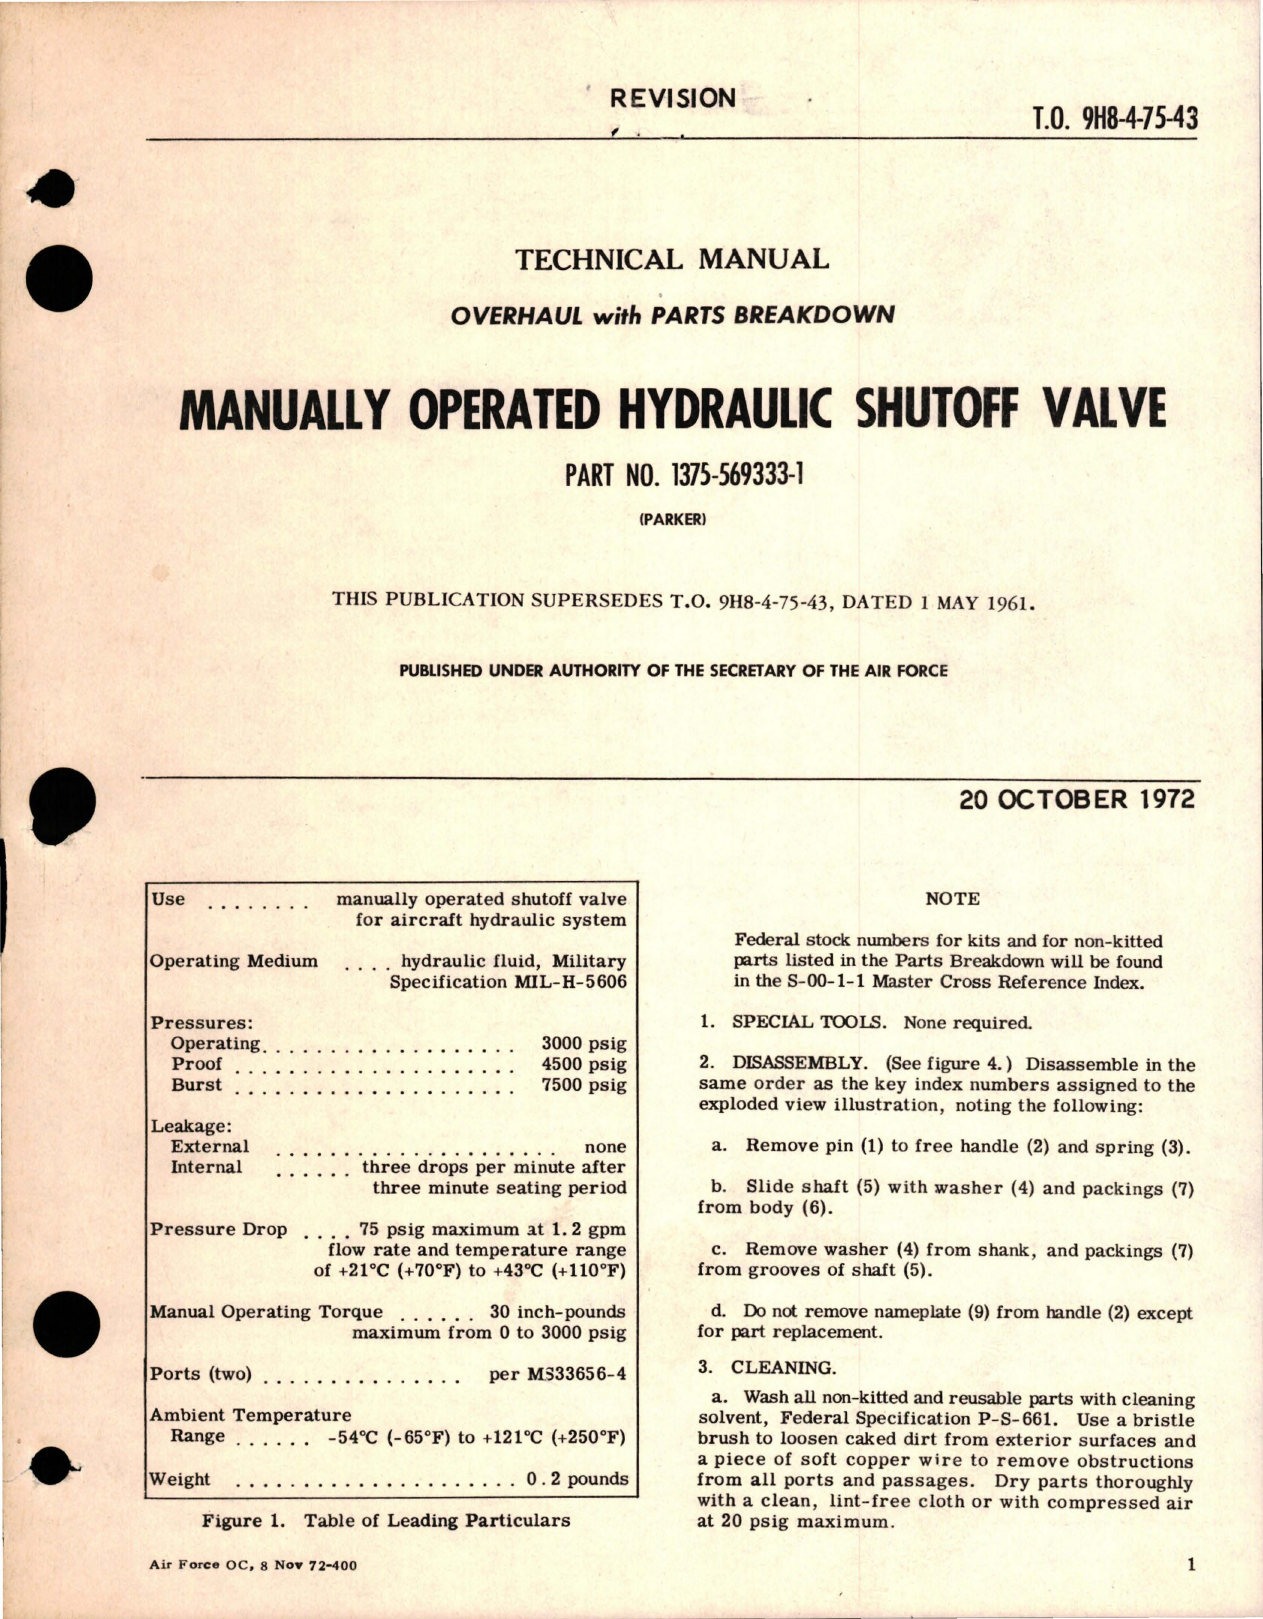 REVISION
T.O. 9H8-4-75-43
TECHNICAL MANUAL
OVERHAUL with PARTS BREAKDOWN
MANUALLY OPERATED HYDRAULIC SHUTOFF VALVE
PART NO. 1375-569333-1
(PARKER)
THIS PUBLICATION SUPERSEDES T.O. 9H8-4-75-43, DATED 1 MAY 1961.
PUBLISHED UNDER AUTHORITY OF THE SECRETARY OF THE AIR FORCE
20 OCTOBER 1972
Use ........ manually operated shutoff valve
for aircraft hydraulic system
Operating Medium .... hydraulic fluid, Military
Specification MIL-H-5606
Pressures:
Operating................... 3000 psig
Proof ..................... 4500 psig
Burst ..................... 7500 psig
Leakage:
External ..................... none
Internal ...... three drops per minute after
three minute seating period
Pressure Drop .... 75 psig maximum at 1.2 gpm
flow rate and temperature range
of +21°C (+70°F) to +43°C (+110°F)
Manual Operating Torque ...... 30 inch-pounds
maximum from 0 to 3000 psig
Ports (two) ............... per MS33656-4
Ambient Temperature
Range ...... -54°C (-65°F) to +121°C (+250°F)
Weight ..................... 0.2 pounds
Figure 1. Table of Leading Particulars
NOTE
Federal stock numbers for kits and for non-kitted
parts listed in the Parts Breakdown will be found
in the S-00-1-1 Master Cross Reference Index.
1. SPECIAL TOOLS. None required.
2. DISASSEMBLY. (See figure 4.) Disassemble in the
same order as the key index numbers assigned to the
exploded view illustration, noting the following:
a. Remove pin (1) to free handle (2) and spring (3).
b. Slide shaft (5) with washer (4) and packings (7)
from body (6).
c. Remove washer (4) from shank, and packings (7)
from grooves of shaft (5).
d. Do not remove nameplate (9) from handle (2) except
for part replacement.
3. CLEANING.
a. Wash all non-kitted and reusable parts with cleaning
solvent, Federal Specification P-S-661. Use a bristle
brush to loosen caked dirt from exterior surfaces and
a piece of soft copper wire to remove obstructions
from all ports and passages. Dry parts thoroughly
with a clean, lint-free cloth or with compressed air
at 20 psig maximum.
Air Force OC, 8 Nov 72-400
1